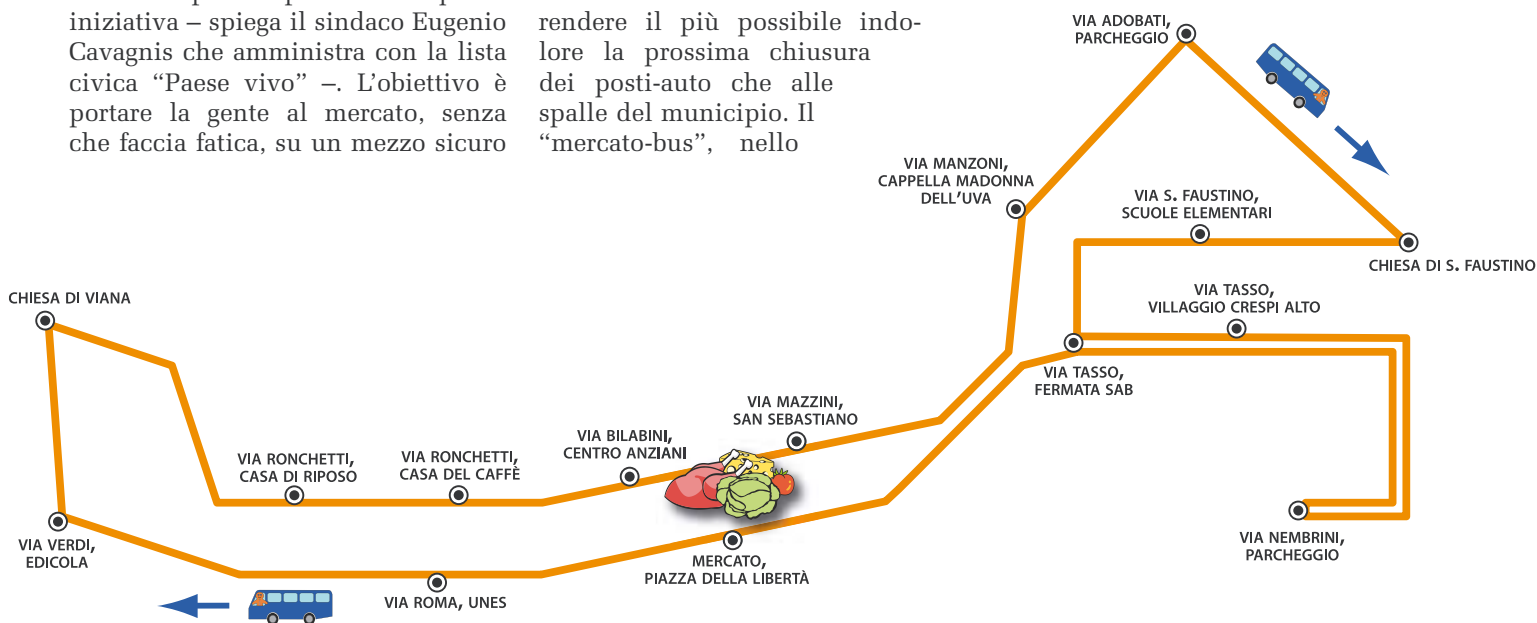 iniziativa – spiega il sindaco Eugenio
Cavagnis che amministra con la lista
civica “Paese vivo” –. L’obiettivo è
portare la gente al mercato, senza
che faccia fatica, su un mezzo sicuro
rendere il più possibile indo-
lore la prossima chiusura
dei posti-auto che alle
spalle del municipio. Il
“mercato-bus”, nello
VIA ADOBATI,
PARCHEGGIO
VIA MANZONI,
CAPPELLA MADONNA
DELL’UVA
VIA S. FAUSTINO,
SCUOLE ELEMENTARI
CHIESA DI S. FAUSTINO
CHIESA DI VIANA
VIA TASSO,
VILLAGGIO CRESPI ALTO
VIA TASSO,
FERMATA SAB
VIA MAZZINI,
SAN SEBASTIANO
VIA BILABINI,
CENTRO ANZIANI
VIA RONCHETTI,
CASA DEL CAFFÈ
VIA RONCHETTI,
CASA DI RIPOSO
VIA VERDI,
EDICOLA
MERCATO,
PIAZZA DELLA LIBERTÀ
VIA NEMBRINI,
PARCHEGGIO
VIA ROMA, UNES